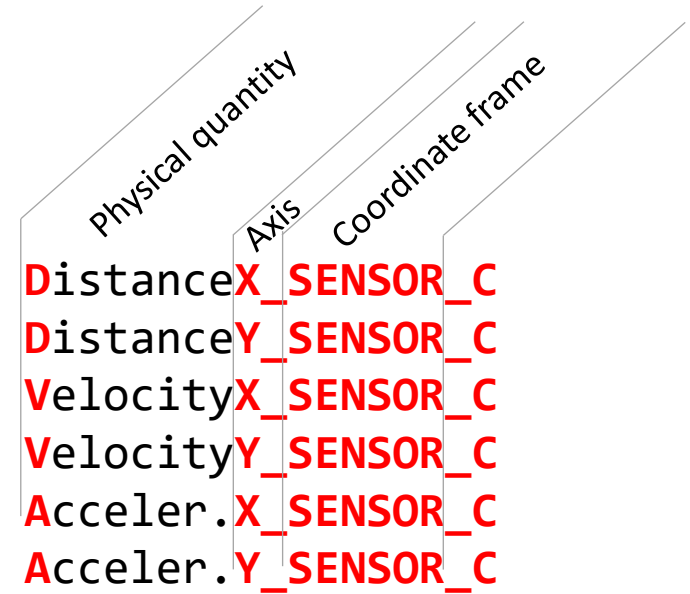 Physical quantity
Axis
Coordinate frame
DistanceX_SENSOR_C
DistanceY_SENSOR_C
VelocityX_SENSOR_C
VelocityY_SENSOR_C
Acceler.X_SENSOR_C
Acceler.Y_SENSOR_C